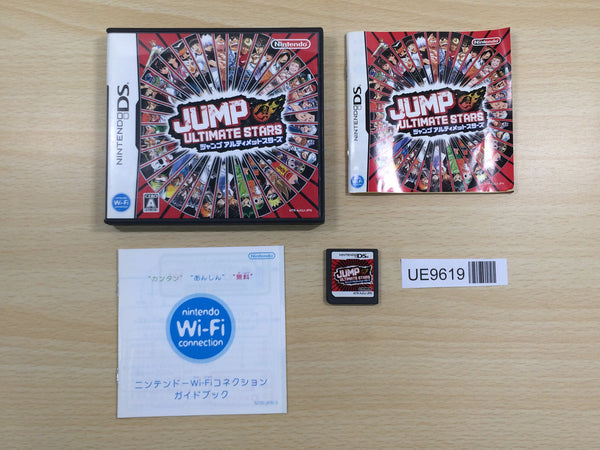 NINTENDO DS
Nintendo
JUMP
ULTIMATE STARS
ジャンプ アルティメットスターズ
Wi-Fi
CERO
A
NINTENDO DS
Nintendo
JUMP
ULTIMATE STARS
ジャンプ アルティメットスターズ
Nintendo
"カンタン" "あんしん" "無料"
nintendo
Wi-Fi
connection
ニンテンドーWi-Fiコネクション
ガイドブック
NINTENDO DS
JUMP
ULTIMATE STARS
UE9619